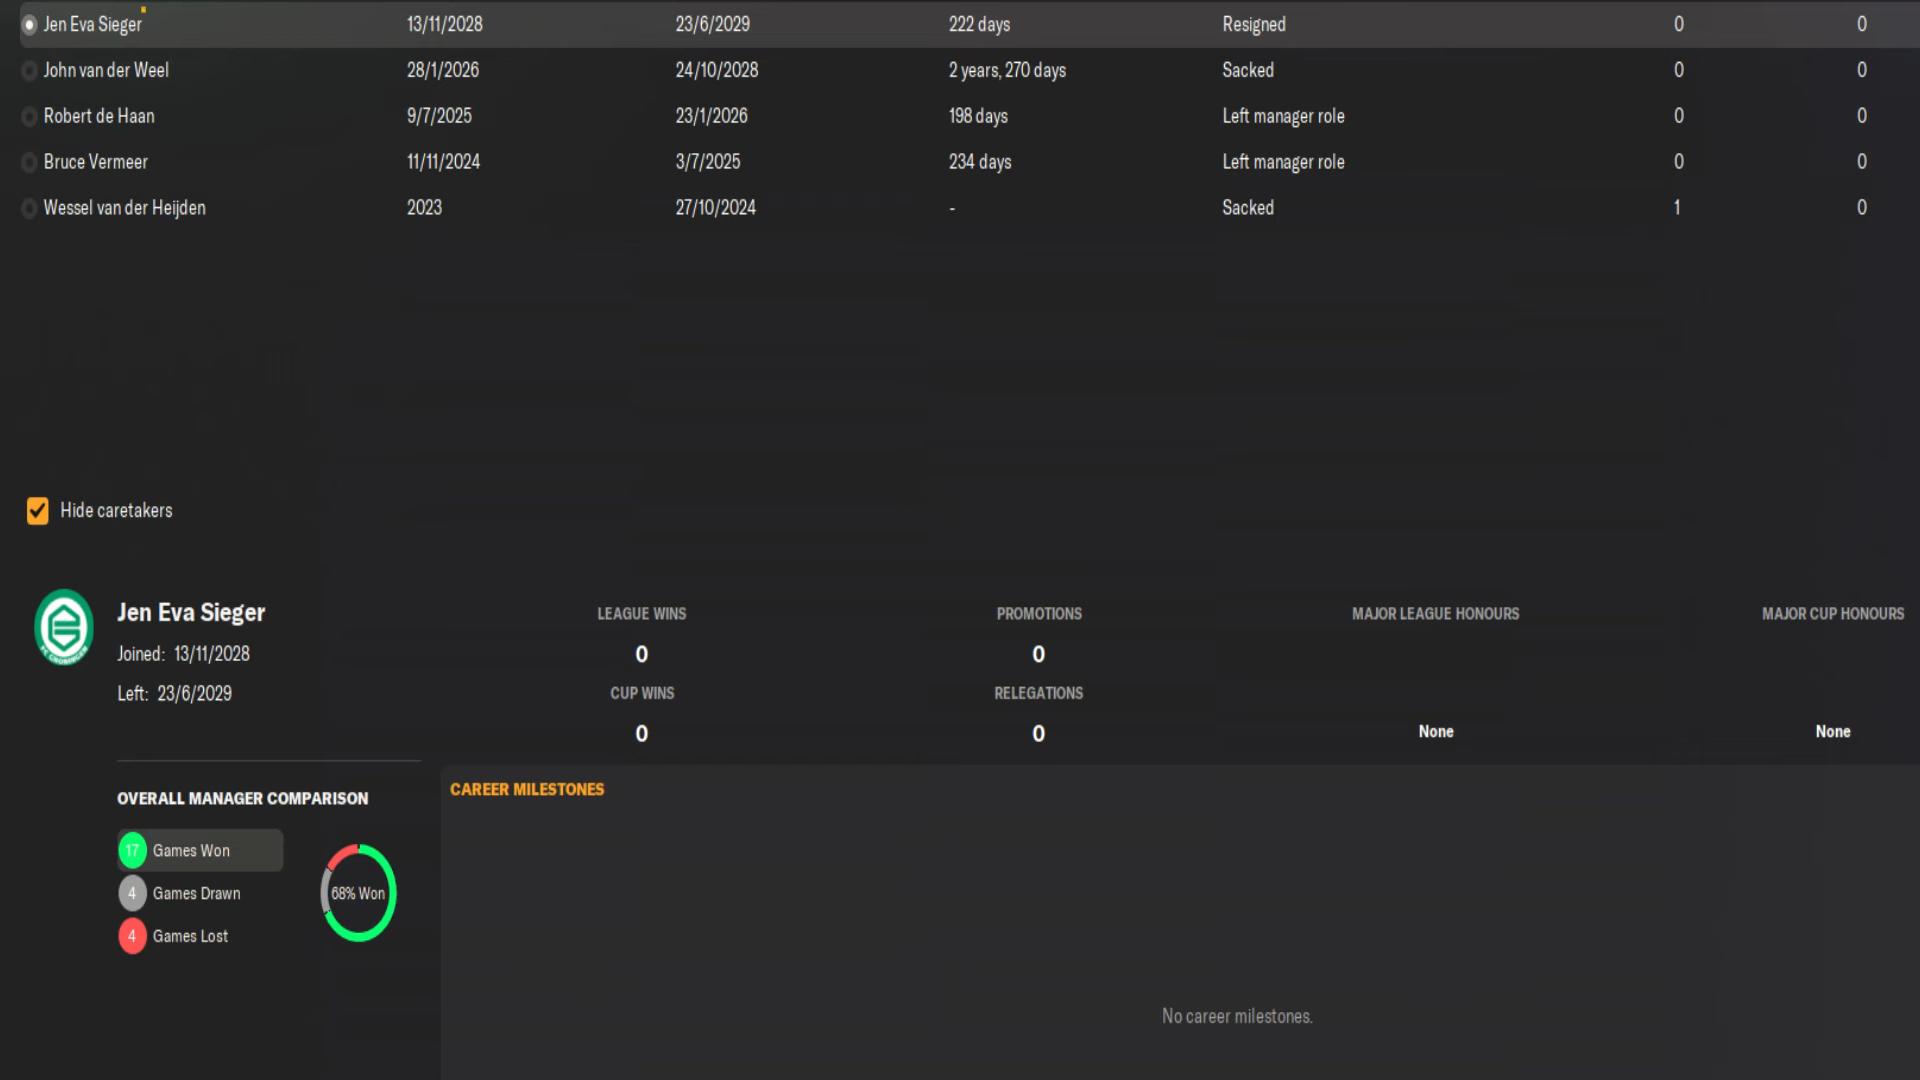 Jen Eva Sieger 13/11/2028 23/6/2029 222 days Resigned 0 0
John van der Weel 28/1/2026 24/10/2028 2 years, 270 days Sacked 0 0
Robert de Haan 9/7/2025 23/1/2026 198 days Left manager role 0 0
Bruce Vermeer 11/11/2024 3/7/2025 234 days Left manager role 0 0
Wessel van der Heijden 2023 27/10/2024 - Sacked 1 0
Hide caretakers
FC GRONINGEN
Jen Eva Sieger
Joined: 13/11/2028
Left: 23/6/2029
LEAGUE WINS PROMOTIONS MAJOR LEAGUE HONOURS MAJOR CUP HONOURS
0 0
CUP WINS RELEGATIONS
0 0 None None
OVERALL MANAGER COMPARISON
17 Games Won
4 Games Drawn
4 Games Lost
68% Won
CAREER MILESTONES
No career milestones.